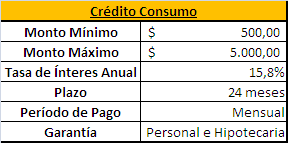 Crédito Consumo
Monto Mínimo $ 500,00
Monto Máximo $ 5.000,00
Tasa de Ínteres Anual 15,8%
Plazo 24 meses
Período de Pago Mensual
Garantía Personal e Hipotecaria